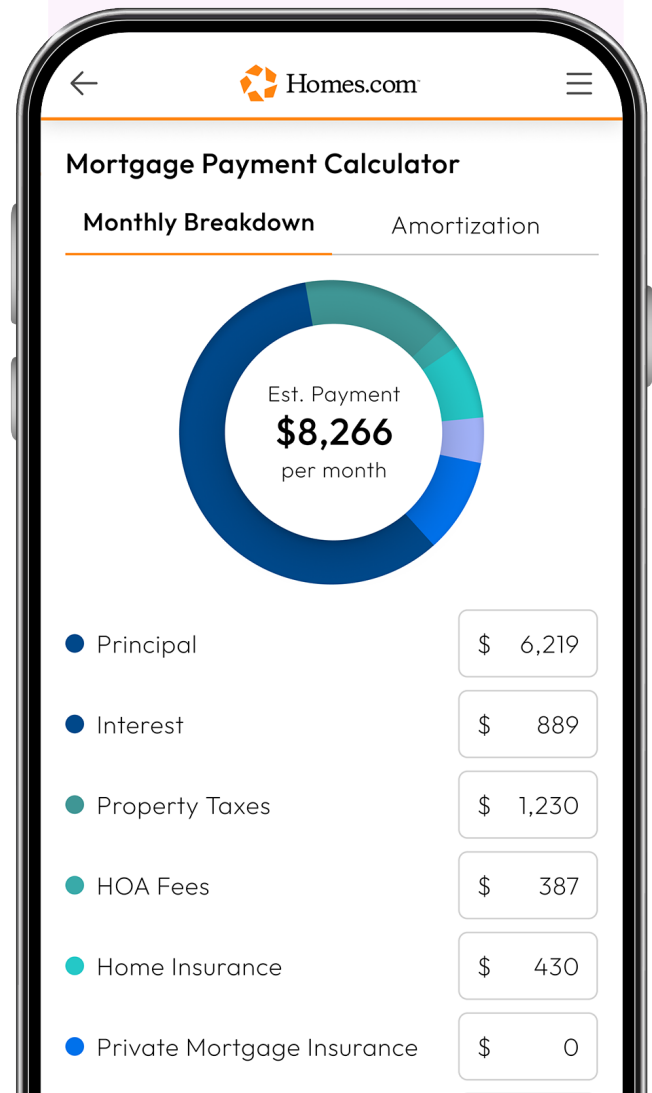 Homes.com
Mortgage Payment Calculator
Monthly Breakdown Amortization
Est. Payment
$8,266
per month
Principal $ 6,219
Interest $ 889
Property Taxes $ 1,230
HOA Fees $ 387
Home Insurance $ 430
Private Mortgage Insurance $ 0